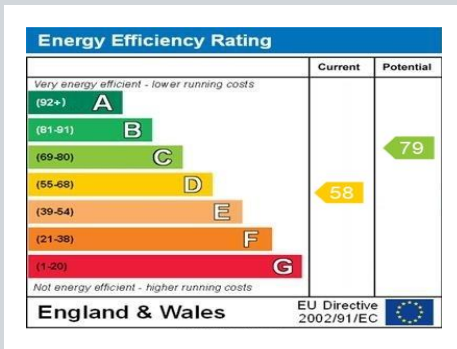 Energy Efficiency Rating
Current Potential
Very energy efficient - lower running costs
(92+) A
(81-91) B
(69-80) C
79
(55-68) D
58
(39-54) E
(21-38) F
(1-20) G
Not energy efficient - higher running costs
England & Wales
EU Directive
2002/91/EC